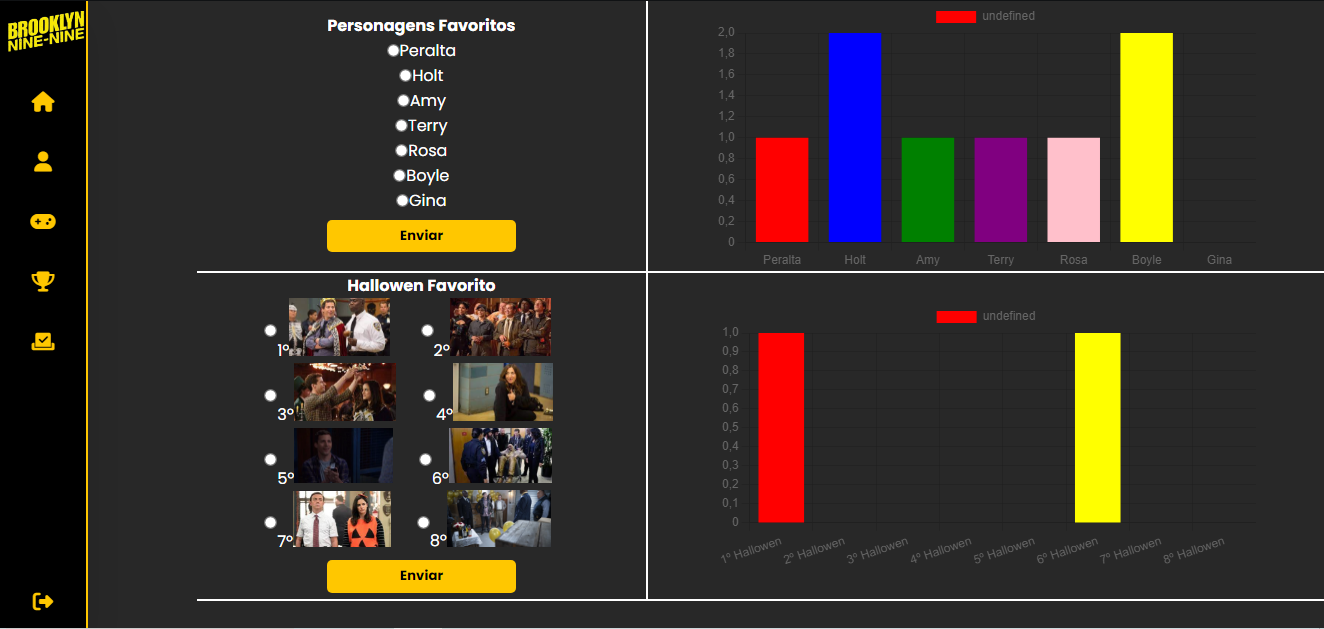 BROOKLYN
NINE-NINE
Personagens Favoritos
Peralta
Holt
Amy
Terry
Rosa
Boyle
Gina
Enviar
undefined
2,0
1,8
1,6
1,4
1,2
1,0
0,8
0,6
0,4
0,2
0
Peralta Holt Amy Terry Rosa Boyle Gina
Hallowen Favorito
1º 2º
3º 4º
5º 6º
7º 8º
Enviar
undefined
1,0
0,9
0,8
0,7
0,6
0,5
0,4
0,3
0,2
0,1
0
1º Hallowen 2º Hallowen 3º Hallowen 4º Hallowen 5º Hallowen 6º Hallowen 7º Hallowen 8º Hallowen